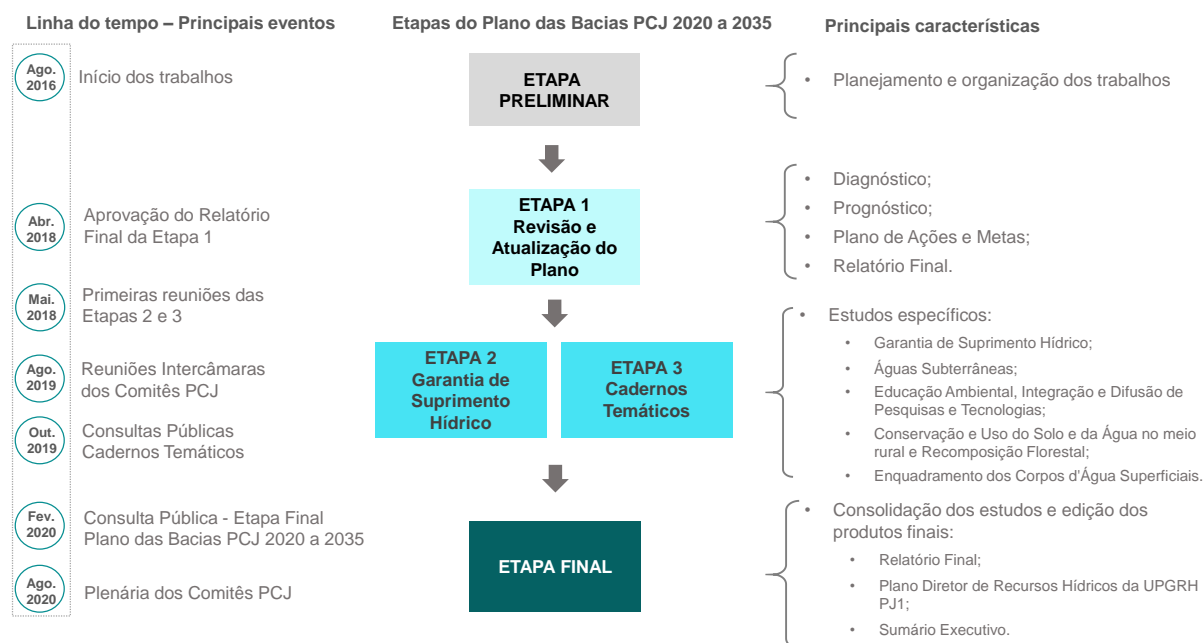 Linha do tempo – Principais eventos
Etapas do Plano das Bacias PCJ 2020 a 2035
Principais características
Ago.
2016
Início dos trabalhos
ETAPA
PRELIMINAR
• Planejamento e organização dos trabalhos
Abr.
2018
Aprovação do Relatório
Final da Etapa 1
ETAPA 1
Revisão e
Atualização do
Plano
• Diagnóstico;
• Prognóstico;
• Plano de Ações e Metas;
• Relatório Final.
Mai.
2018
Primeiras reuniões das
Etapas 2 e 3
Ago.
2019
Reuniões Intercâmaras
dos Comitês PCJ
Out.
2019
Consultas Públicas
Cadernos Temáticos
ETAPA 2
Garantia de
Suprimento
Hídrico
ETAPA 3
Cadernos
Temáticos
• Estudos específicos:
• Garantia de Suprimento Hídrico;
• Águas Subterrâneas;
• Educação Ambiental, Integração e Difusão de
Pesquisas e Tecnologias;
• Conservação e Uso do Solo e da Água no meio
rural e Recomposição Florestal;
• Enquadramento dos Corpos d'Água Superficiais.
Fev.
2020
Consulta Pública - Etapa Final
Plano das Bacias PCJ 2020 a 2035
Ago.
2020
Plenária dos Comitês PCJ
ETAPA FINAL
• Consolidação dos estudos e edição dos
produtos finais:
• Relatório Final;
• Plano Diretor de Recursos Hídricos da UPGRH
PJ1;
• Sumário Executivo.